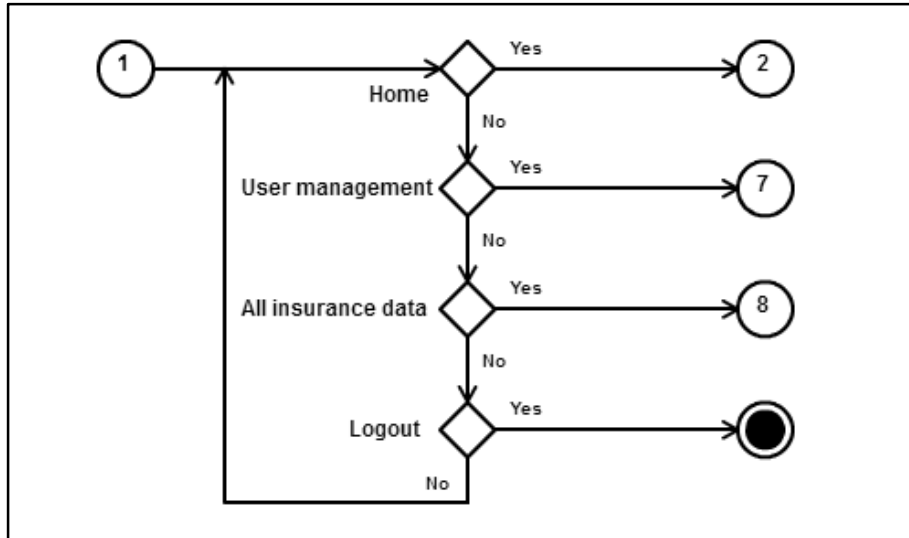 1
Yes
2
Home
No
User management
Yes
7
No
All insurance data
Yes
8
No
Logout
Yes
No